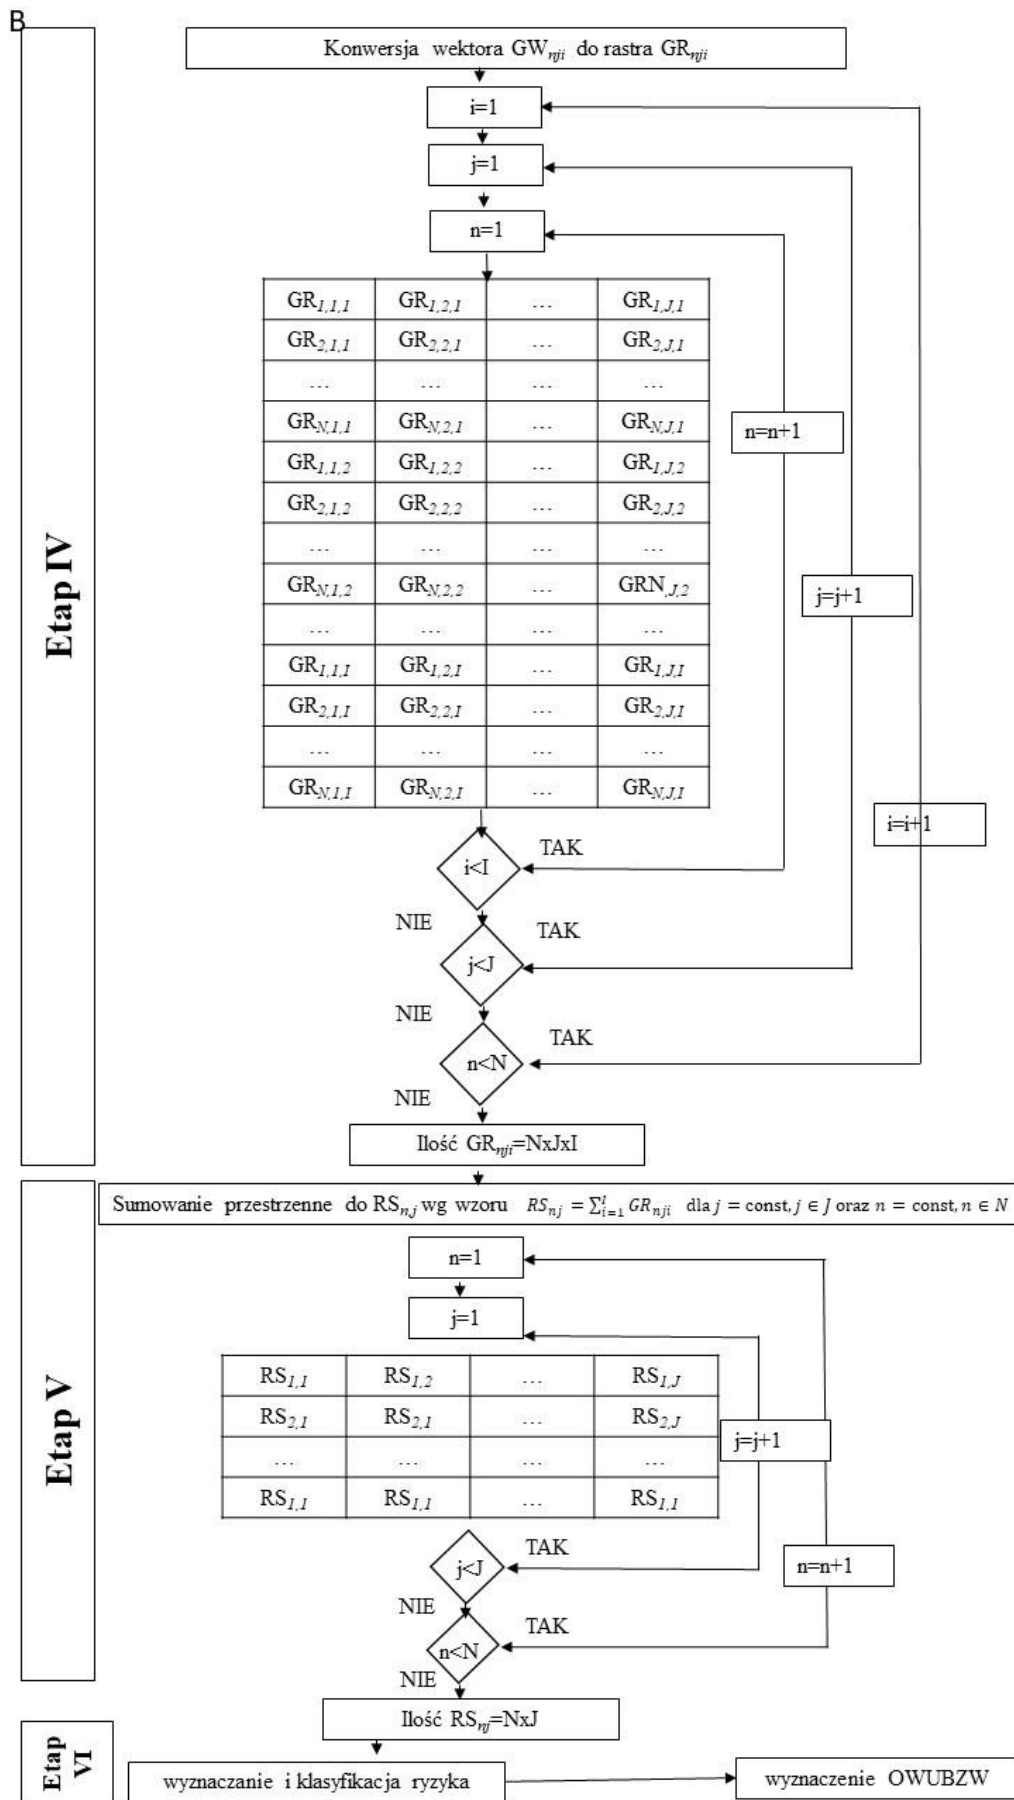 B
Konwersja wektora GWnji do rastra GRnji
i=1
j=1
n=1
GR1,1,1 GR1,2,1 … GR1,J,1
GR2,1,1 GR2,2,1 … GR2,J,1
… … … …
GRN,1,1 GRN,2,1 … GRN,J,1
n=n+1
GR1,1,2 GR1,2,2 … GR1,J,2
GR2,1,2 GR2,2,2 … GR2,J,2
… … … …
GRN,1,2 GRN,2,2 … GRN,J,2
j=j+1
… … … …
GR1,1,I GR1,2,I … GR1,J,I
GR2,1,I GR2,2,I … GR2,J,I
… … … …
GRN,1,I GRN,2,I … GRN,J,I
i=i+1
Etap IV
i<I
TAK
NIE
j<J
TAK
NIE
n<N
TAK
NIE
Ilość GRnji=NxJxI
Sumowanie przestrzenne do RSn,j wg wzoru RSnj = ∑ᴵi=1 GRnji dla j = const, j ∈ J oraz n = const, n ∈ N
n=1
j=1
RS1,1 RS1,2 … RS1,J
RS2,1 RS2,1 … RS2,J
j=j+1
… … … …
RS1,1 RS1,1 … RS1,1
Etap V
j<J
TAK
n=n+1
NIE
n<N
TAK
NIE
Ilość RSnj=NxJ
Etap
VI
wyznaczanie i klasyfikacja ryzyka
wyznaczenie OWUBZW